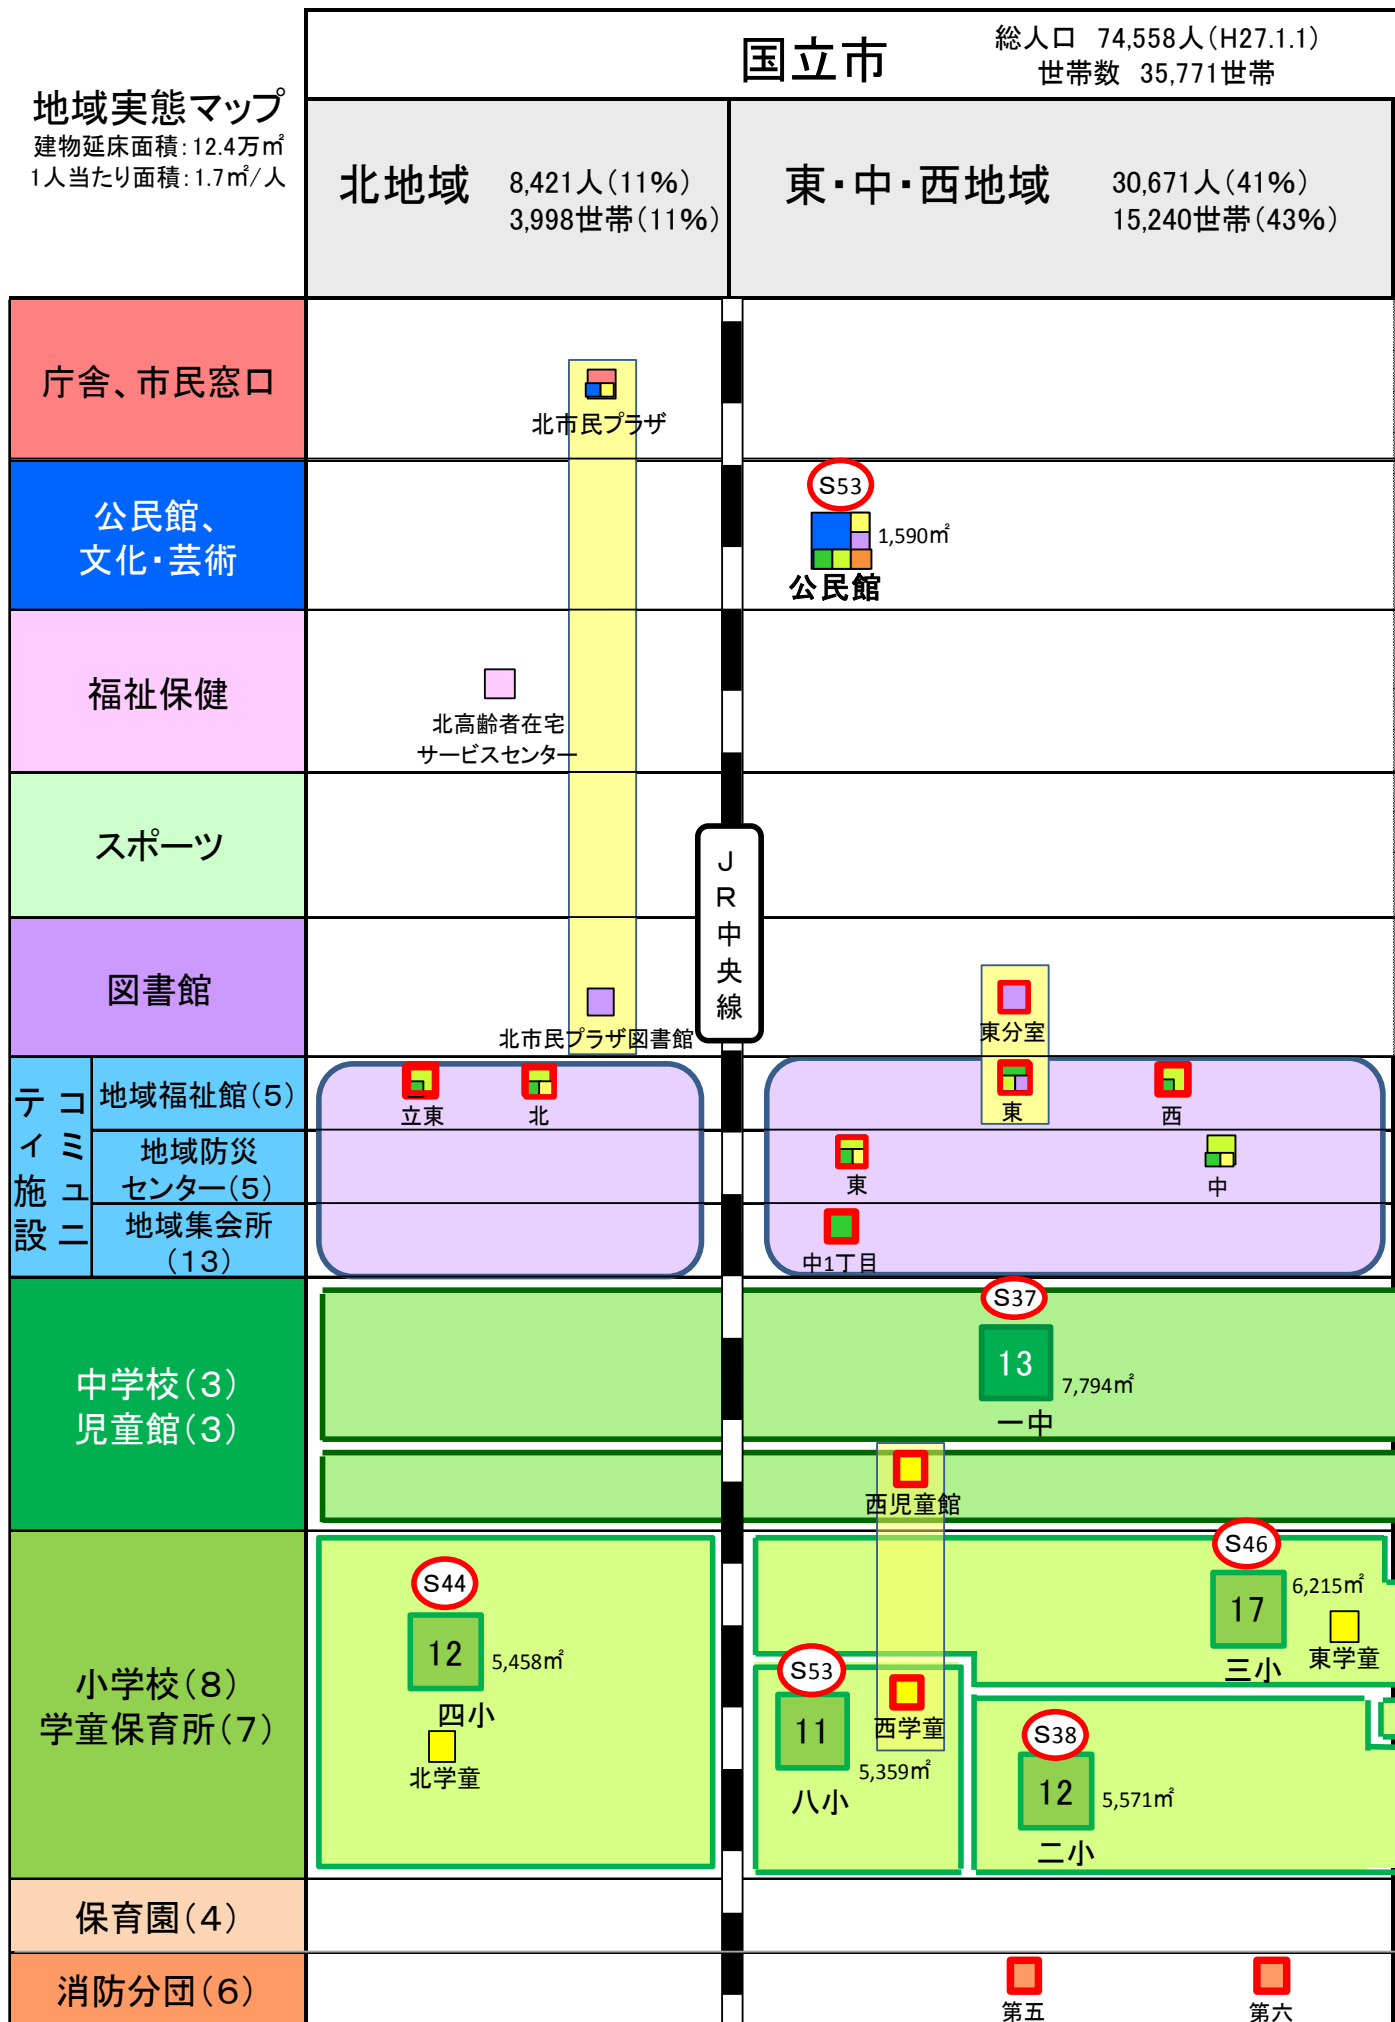 国立市
総人口 74,558人(H27.1.1)
世帯数 35,771世帯
地域実態マップ
建物延床面積：12.4万㎡
1人当たり面積：1.7㎡/人
北地域
8,421人(11%)
3,998世帯(11%)
東・中・西地域
30,671人(41%)
15,240世帯(43%)
庁舎、市民窓口
北市民プラザ
公民館、
文化・芸術
S53
1,590㎡
公民館
福祉保健
北高齢者在宅
サービスセンター
スポーツ
JR中央線
図書館
北市民プラザ図書館
東分室
コミュニティ施設
地域福祉館(5)
立東
北
東
西
地域防災
センター(5)
東
中
地域集会所
(13)
中1丁目
中学校(3)
児童館(3)
S37
13
7,794㎡
一中
西児童館
小学校(8)
学童保育所(7)
S44
12
5,458㎡
四小
北学童
S46
17
6,215㎡
三小
東学童
S53
11
5,359㎡
八小
西学童
S38
12
5,571㎡
二小
保育園(4)
消防分団(6)
第五
第六